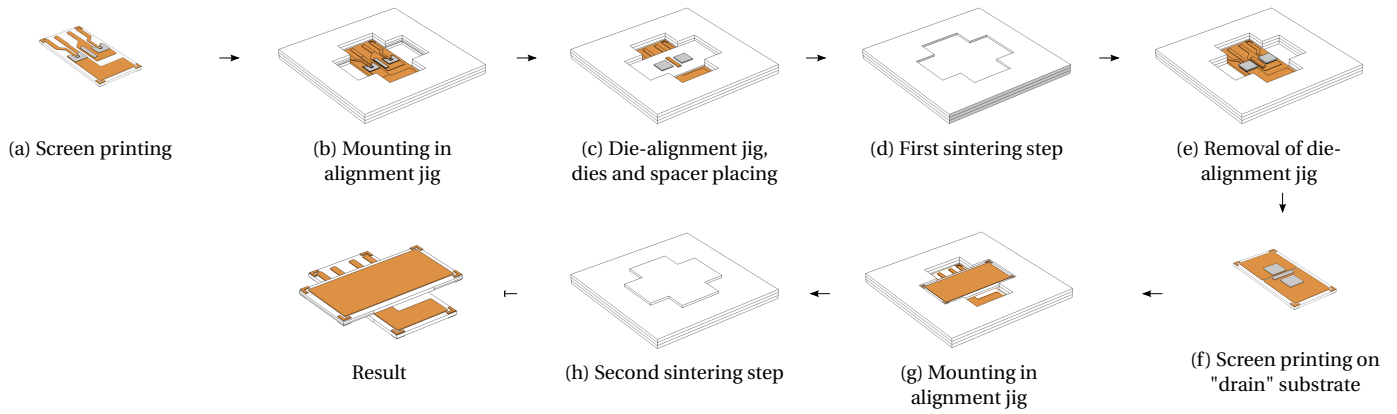 (a) Screen printing
(b) Mounting in
alignment jig
(c) Die-alignment jig,
dies and spacer placing
(d) First sintering step
(e) Removal of die-
alignment jig
(f) Screen printing on
"drain" substrate
(g) Mounting in
alignment jig
(h) Second sintering step
Result